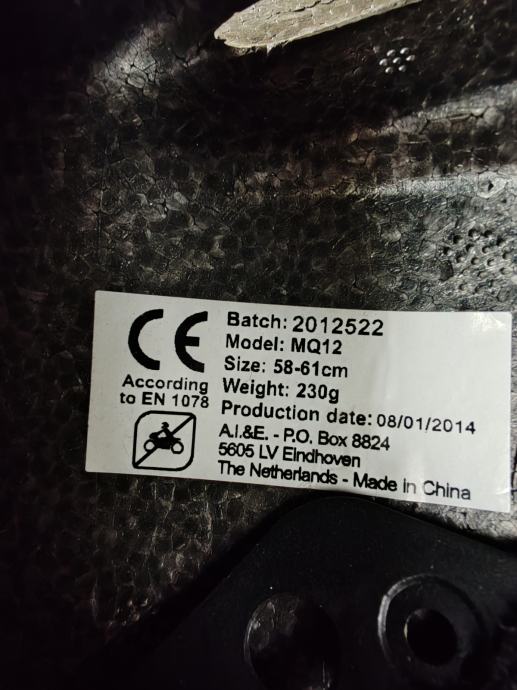 CE
According
to EN 1078
Batch: 2012522
Model: MQ12
Size: 58-61cm
Weight: 230g
Production date: 08/01/2014
A.I.&E. - P.O. Box 8824
5605 LV Eindhoven
The Netherlands - Made in China